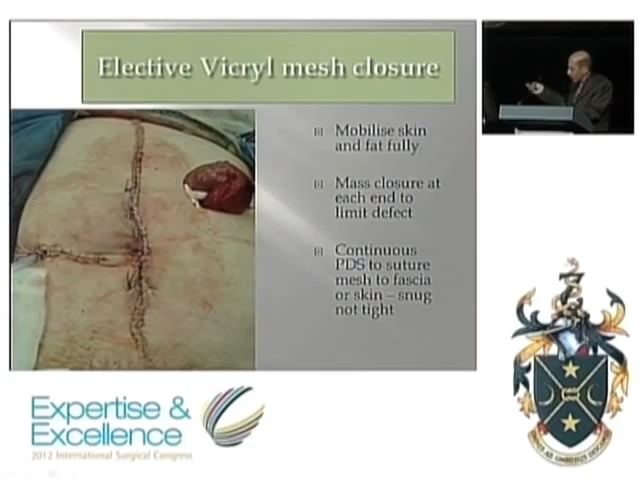 Elective Vicryl mesh closure
Mobilise skin
and fat fully
Mass closure at
each end to
limit defect
Continuous
PDS to suture
mesh to fascia
or skin – snug
not tight
Expertise &
Excellence
2012 International Surgical Congress